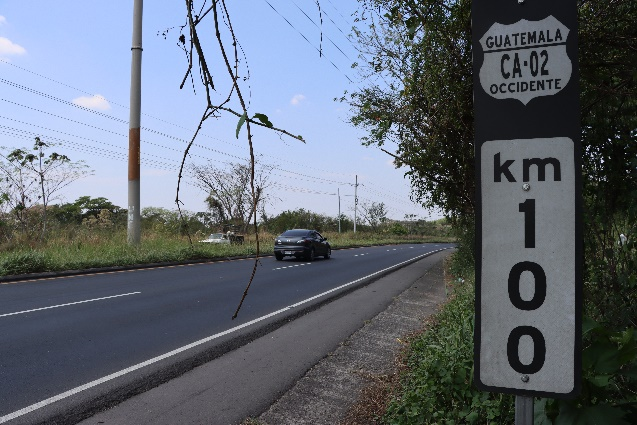 GUATEMALA
CA-02
OCCIDENTE
km
1
0
0